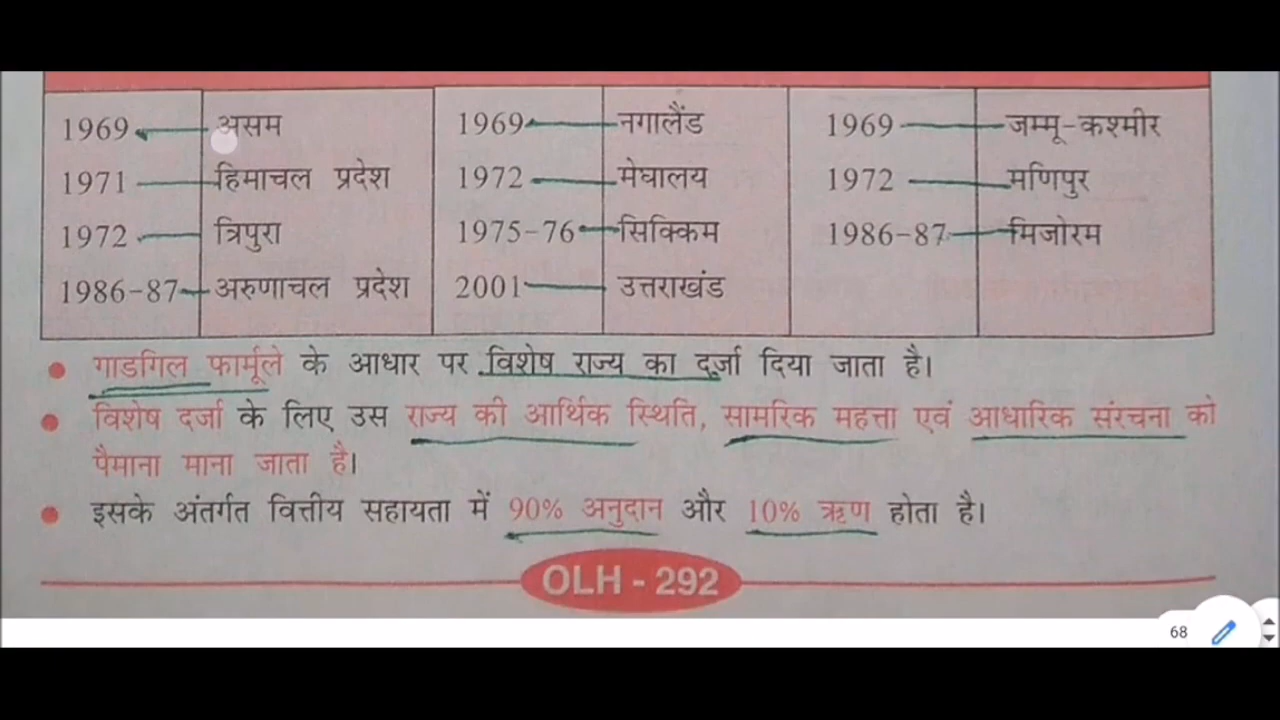 1969 असम 1969 नगालैंड 1969 जम्मू-कश्मीर
1971 हिमाचल प्रदेश 1972 मेघालय 1972 मणिपुर
1972 त्रिपुरा 1975-76 सिक्किम 1986-87 मिजोरम
1986-87 अरुणाचल प्रदेश 2001 उत्तराखंड
• गाडगिल फार्मूले के आधार पर विशेष राज्य का दर्जा दिया जाता है।
• विशेष दर्जा के लिए उस राज्य की आर्थिक स्थिति, सामरिक महत्ता एवं आधारिक संरचना को
पैमाना माना जाता है।
• इसके अंतर्गत वित्तीय सहायता में 90% अनुदान और 10% ऋण होता है।
OLH - 292
68